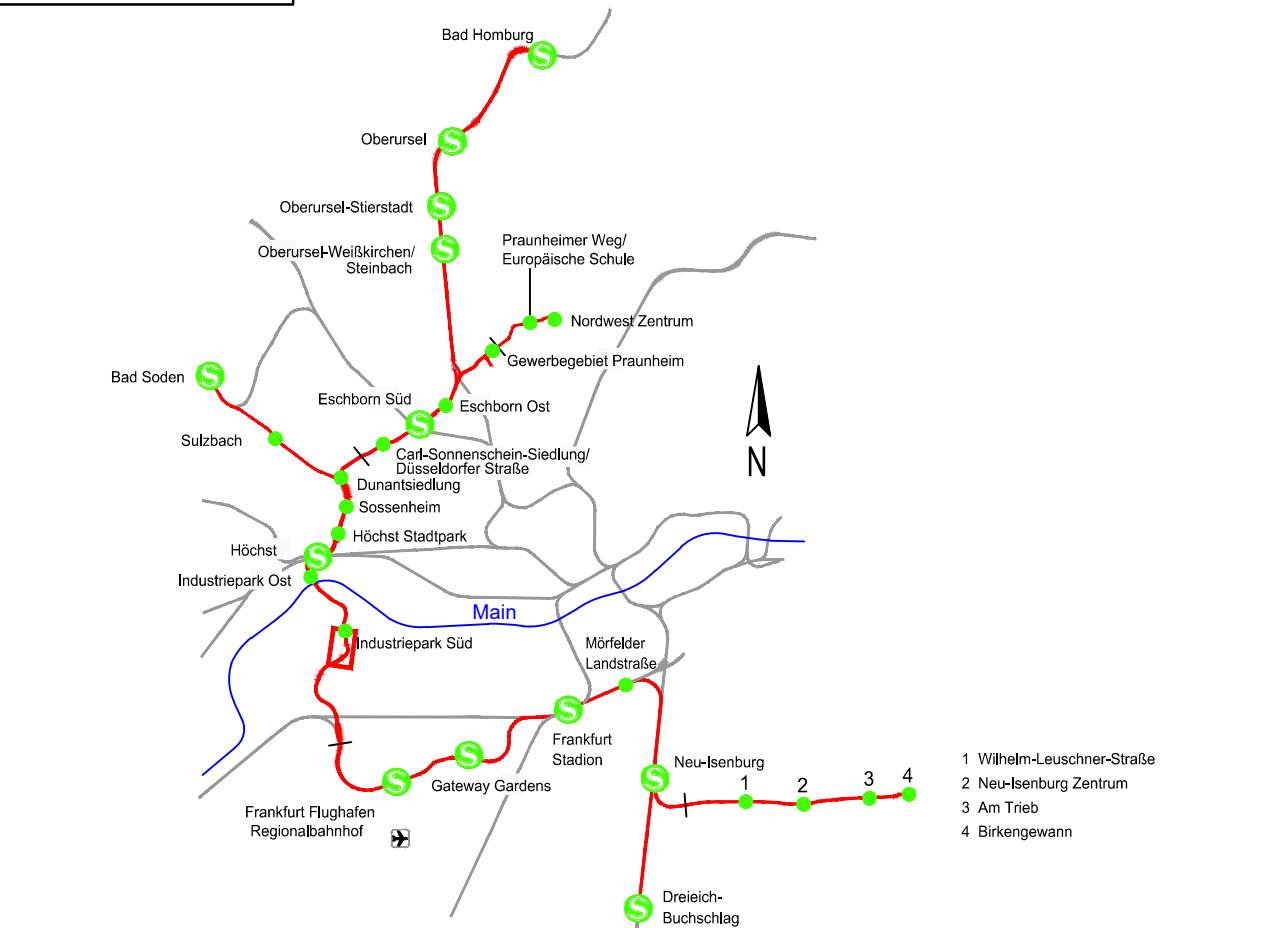 Bad Homburg
Oberursel
Oberursel-Stierstadt
Oberursel-Weißkirchen/
Steinbach
Praunheimer Weg/
Europäische Schule
Nordwest Zentrum
Gewerbegebiet Praunheim
Bad Soden
Eschborn Süd
Eschborn Ost
Sulzbach
Carl-Sonnenschein-Siedlung/
Düsseldorfer Straße
Dunantsiedlung
Sossenheim
N
Höchst Stadtpark
Höchst
Industriepark Ost
Main
Industriepark Süd
Mörfelder
Landstraße
Frankfurt
Stadion
Neu-Isenburg
Gateway Gardens
1
2
3
4
Frankfurt Flughafen
Regionalbahnhof
Dreieich-
Buchschlag
1 Wilhelm-Leuschner-Straße
2 Neu-Isenburg Zentrum
3 Am Trieb
4 Birkengewann
S
S
S
S
S
S
S
S
S
S
S
S